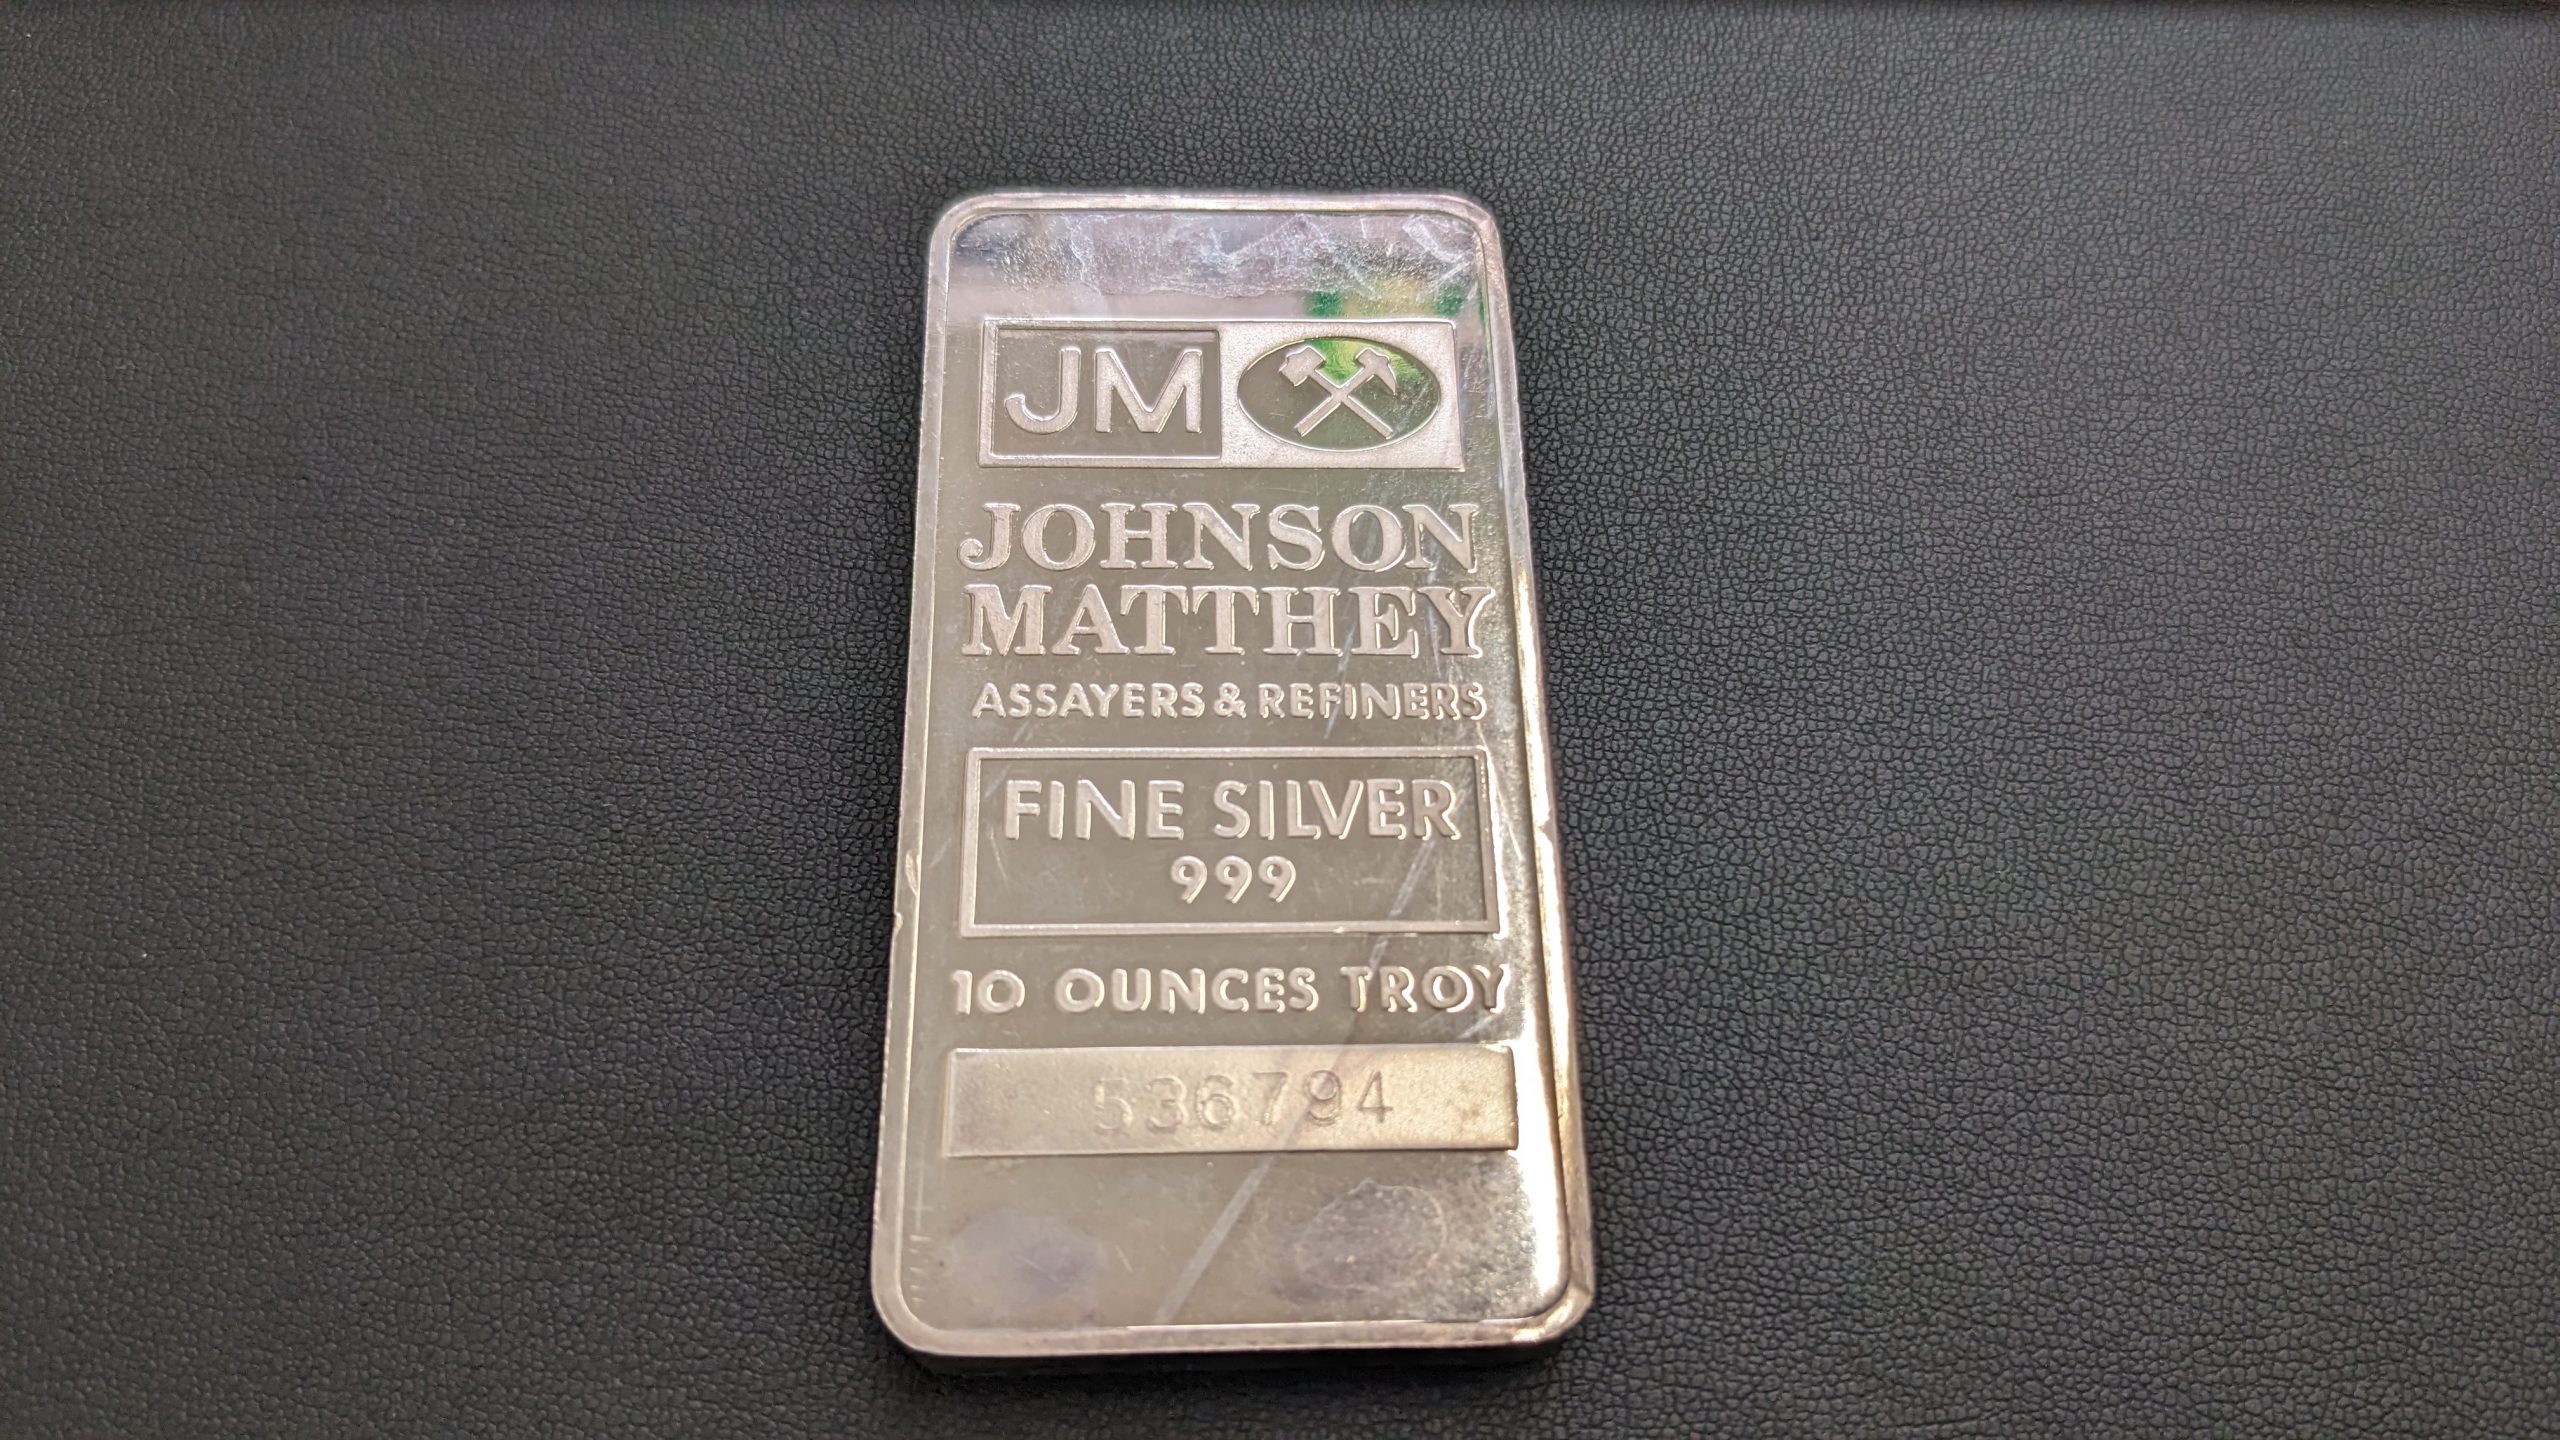 JM
JOHNSON
MATTHEY
ASSAYERS & REFINERS
FINE SILVER
999
10 OUNCES TROY
536794